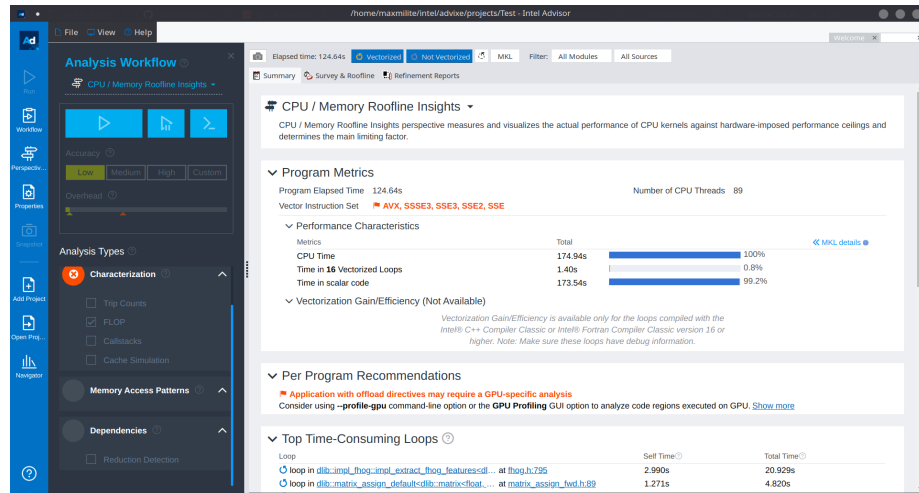 /home/maxmilite/intel/advixe/projects/Test - Intel Advisor
Ad
File View Help
Welcome ×
Run
Workflow
Perspectiv...
Properties
Snapshot
Add Project
Open Proj...
Navigator
Analysis Workflow
CPU / Memory Roofline Insights
Accuracy
Low Medium High Custom
Overhead
Analysis Types
Characterization
Trip Counts
FLOP
Callstacks
Cache Simulation
Memory Access Patterns
Dependencies
Reduction Detection
Elapsed time: 124.64s Vectorized Not Vectorized MKL Filter: All Modules All Sources
Summary Survey & Roofline Refinement Reports
CPU / Memory Roofline Insights
CPU / Memory Roofline Insights perspective measures and visualizes the actual performance of CPU kernels against hardware-imposed performance ceilings and
determines the main limiting factor.
Program Metrics
Program Elapsed Time 124.64s Number of CPU Threads 89
Vector Instruction Set AVX, SSSE3, SSE3, SSE2, SSE
Performance Characteristics
Metrics Total MKL details
CPU Time 174.94s 100%
Time in 16 Vectorized Loops 1.40s 0.8%
Time in scalar code 173.54s 99.2%
Vectorization Gain/Efficiency (Not Available)
Vectorization Gain/Efficiency is available only for the loops compiled with the
Intel® C++ Compiler Classic or Intel® Fortran Compiler Classic version 16 or
higher. Note: Make sure these loops have debug information.
Per Program Recommendations
Application with offload directives may require a GPU-specific analysis
Consider using --profile-gpu command-line option or the GPU Profiling GUI option to analyze code regions executed on GPU. Show more
Top Time-Consuming Loops
Loop Self Time Total Time
loop in dlib::impl_fhog::impl_extract_fhog_features<dl... at fhog.h:795 2.990s 20.929s
loop in dlib::matrix_assign_default<dlib::matrix<float, ... at matrix_assign_fwd.h:89 1.271s 4.820s